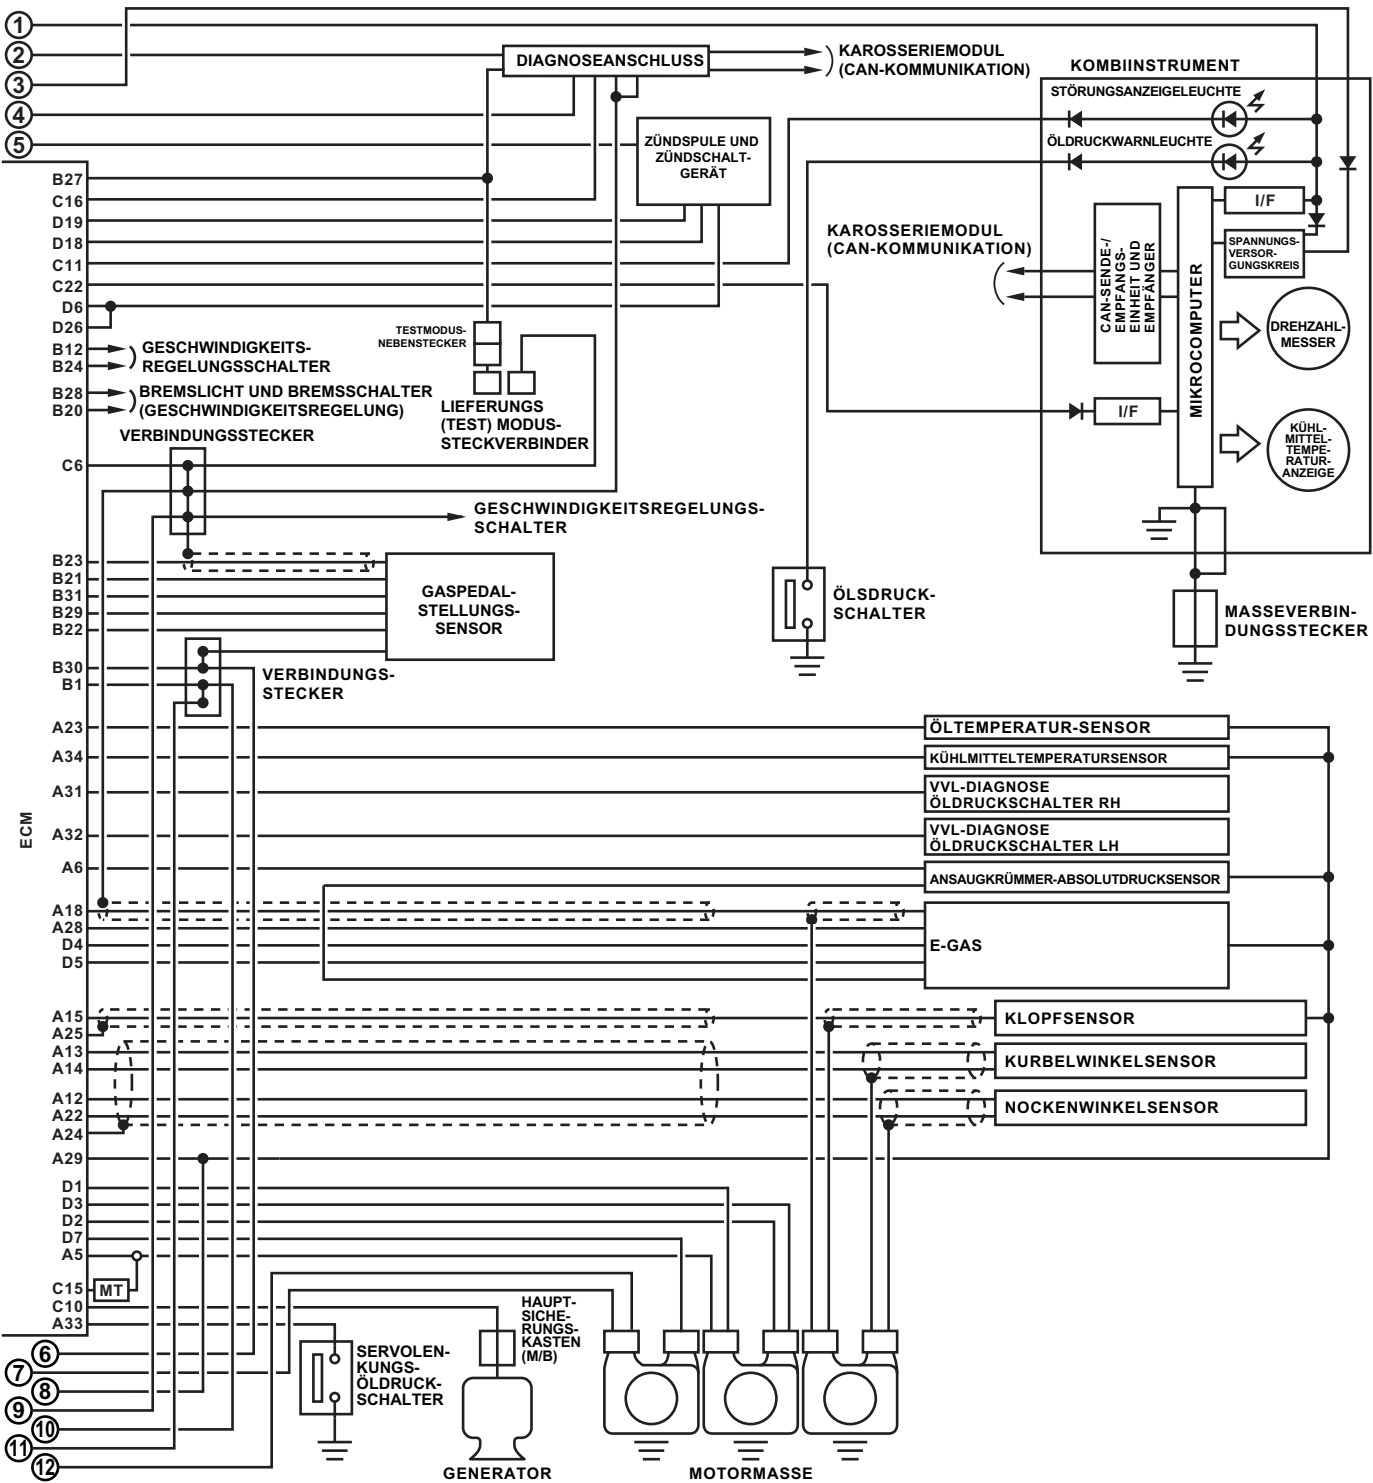 1
2
3
4
5
DIAGNOSEANSCHLUSS
KAROSSERIEMODUL
(CAN-KOMMUNIKATION)
KOMBIINSTRUMENT
STÖRUNGSANZEIGELEUCHTE
ÖLDRUCKWARNLEUCHTE
ZÜNDSPULE UND
ZÜNDSCHALT-
GERÄT
I/F
SPANNUNGS-
VERSOR-
GUNGSKREIS
KAROSSERIEMODUL
(CAN-KOMMUNIKATION)
CAN-SENDE-/
EMPFANGS-
EINHEIT UND
EMPFÄNGER
MIKROCOMPUTER
DREHZAHL-
MESSER
I/F
KÜHL-
MITTEL-
TEMPE-
RATUR-
ANZEIGE
B27
C16
D19
D18
C11
C22
D6
D26
B12
B24
GESCHWINDIGKEITS-
REGELUNGSSCHALTER
B28
B20
BREMSLICHT UND BREMSSCHALTER
(GESCHWINDIGKEITSREGELUNG)
TESTMODUS-
NEBENSTECKER
LIEFERUNGS
(TEST) MODUS-
STECKVERBINDER
VERBINDUNGSSTECKER
C6
GESCHWINDIGKEITSREGELUNGS-
SCHALTER
B23
B21
B31
B29
B22
GASPEDAL-
STELLUNGS-
SENSOR
ÖLSDRUCK-
SCHALTER
MASSEVERBIN-
DUNGSSTECKER
B30
B1
VERBINDUNGS-
STECKER
ECM
A23
ÖLTEMPERATUR-SENSOR
A34
KÜHLMITTELTEMPERATURSENSOR
A31
VVL-DIAGNOSE
ÖLDRUCKSCHALTER RH
A32
VVL-DIAGNOSE
ÖLDRUCKSCHALTER LH
A6
ANSAUGKRÜMMER-ABSOLUTDRUCKSENSOR
A18
A28
D4
D5
E-GAS
A15
A25
KLOPFSENSOR
A13
A14
KURBELWINKELSENSOR
A12
A22
A24
NOCKENWINKELSENSOR
A29
D1
D3
D2
D7
A5
C15
MT
C10
A33
HAUPT-
SICHE-
RUNGS-
KASTEN
(M/B)
SERVOLEN-
KUNGS-
ÖLDRUCK-
SCHALTER
6
7
8
9
10
11
12
GENERATOR
MOTORMASSE